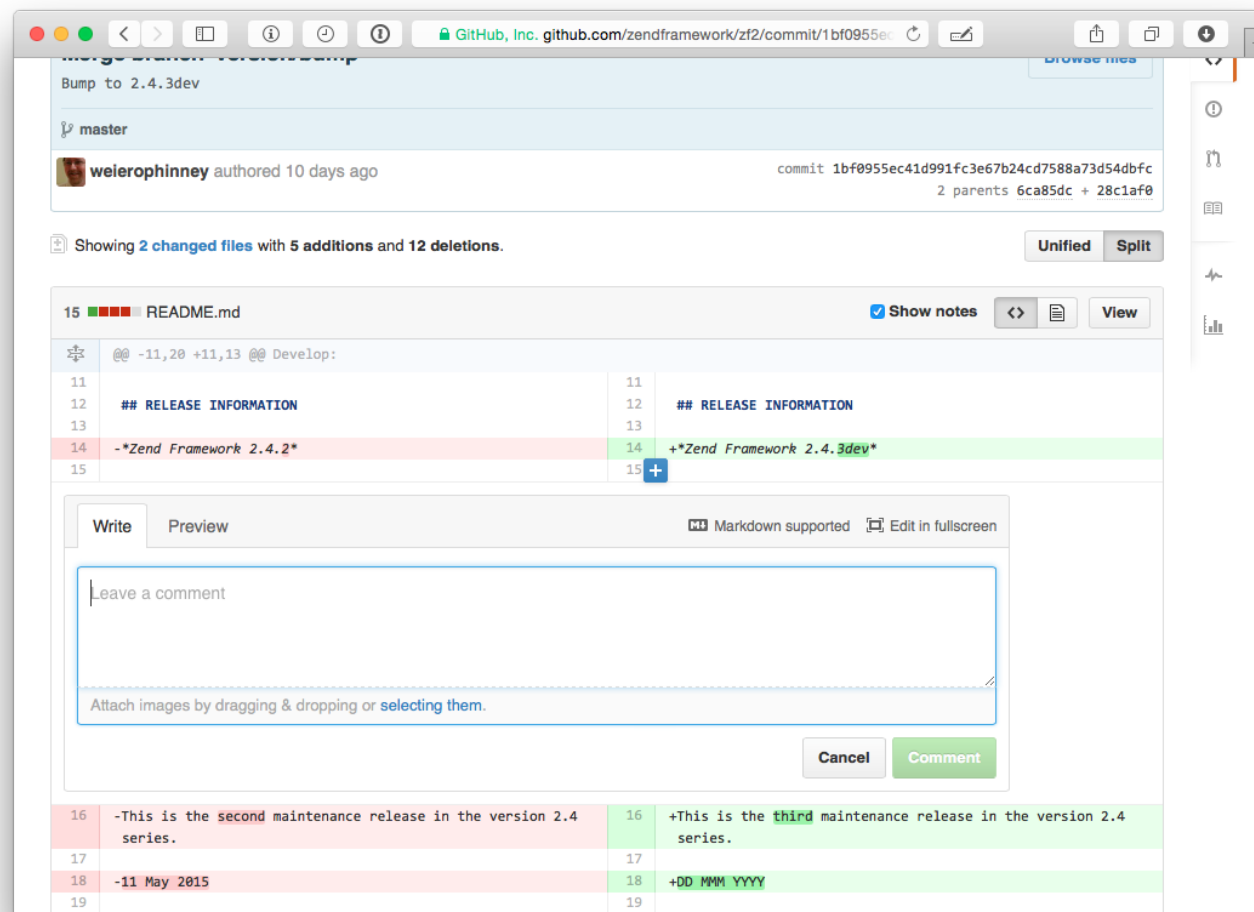 GitHub, Inc. github.com/zendframework/zf2/commit/1bf0955ec
Merge branch 'version/bump'
Browse files
Bump to 2.4.3dev
master
weierophinney authored 10 days ago
commit 1bf0955ec41d991fc3e67b24cd7588a73d54dbfc
2 parents 6ca85dc + 28c1af0
Showing 2 changed files with 5 additions and 12 deletions.
Unified Split
15 README.md
Show notes
View
@@ -11,20 +11,13 @@ Develop:
11 11
12 ## RELEASE INFORMATION 12 ## RELEASE INFORMATION
13 13
14 -*Zend Framework 2.4.2* 14 +*Zend Framework 2.4.3dev*
15 15 +
Write Preview
Markdown supported Edit in fullscreen
Leave a comment
Attach images by dragging & dropping or selecting them.
Cancel Comment
16 -This is the second maintenance release in the version 2.4 16 +This is the third maintenance release in the version 2.4
series. series.
17 17
18 -11 May 2015 18 +DD MMM YYYY
19 19